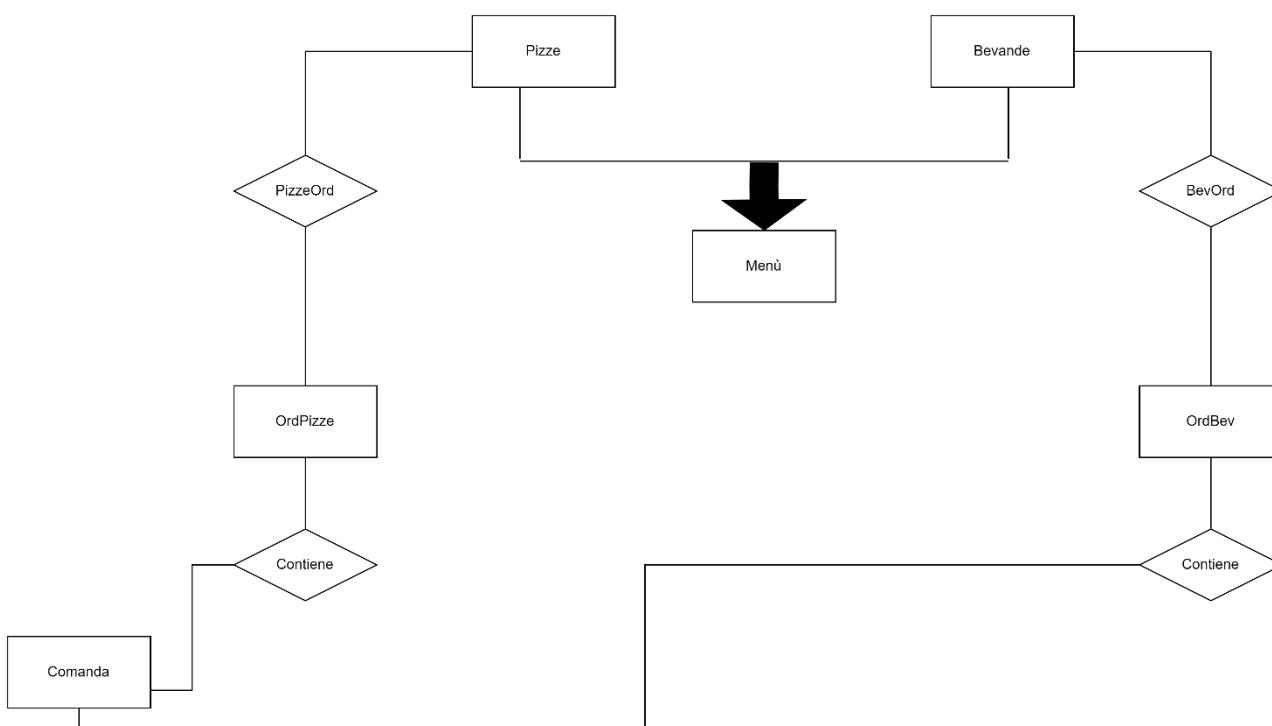 Pizze
Bevande
PizzeOrd
BevOrd
Menù
OrdPizze
OrdBev
Contiene
Contiene
Comanda